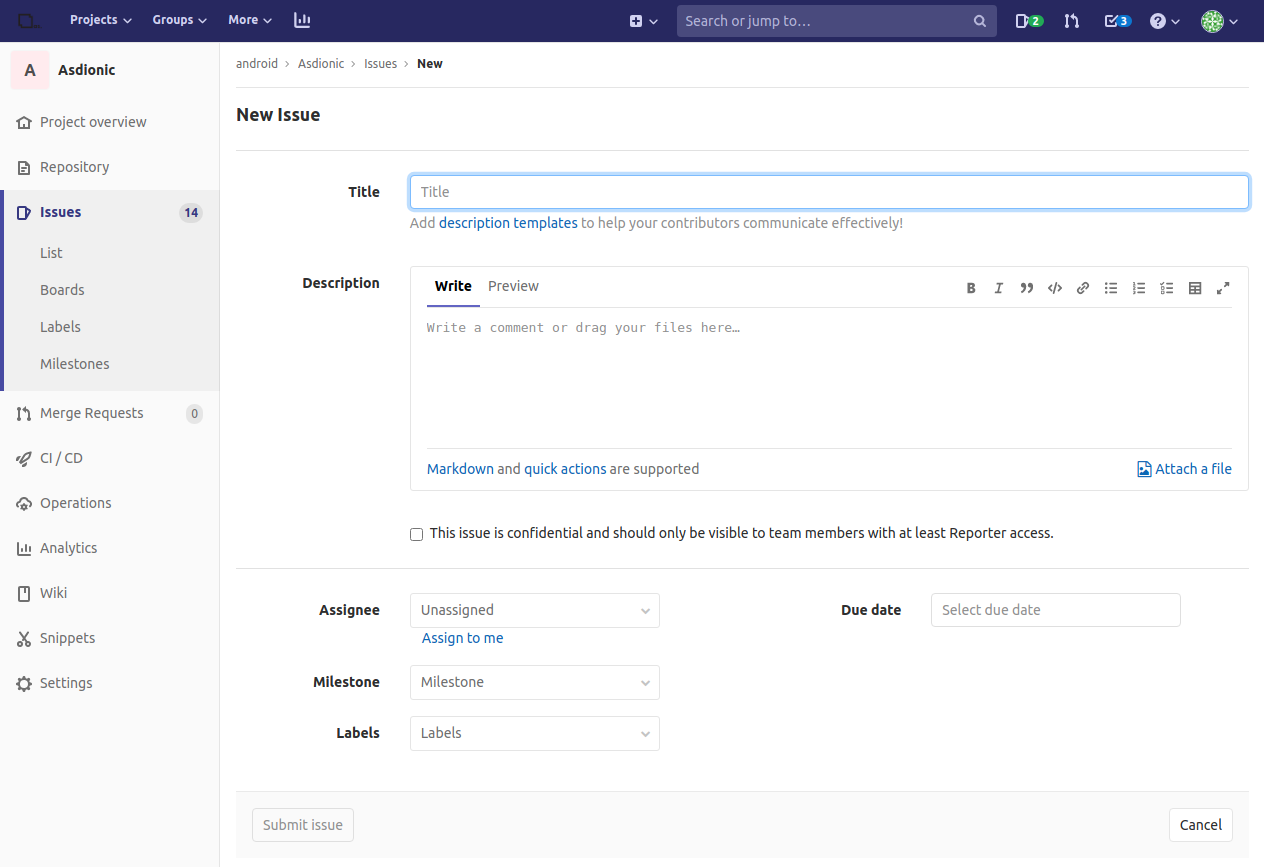 Projects Groups More Search or jump to… 2 3
A Asdionic
Project overview
Repository
Issues 14
List
Boards
Labels
Milestones
Merge Requests 0
CI / CD
Operations
Analytics
Wiki
Snippets
Settings
android › Asdionic › Issues › New
New Issue
Title Title
Add description templates to help your contributors communicate effectively!
Description Write Preview
Write a comment or drag your files here…
Markdown and quick actions are supported Attach a file
This issue is confidential and should only be visible to team members with at least Reporter access.
Assignee Unassigned Due date Select due date
Assign to me
Milestone Milestone
Labels Labels
Submit issue Cancel